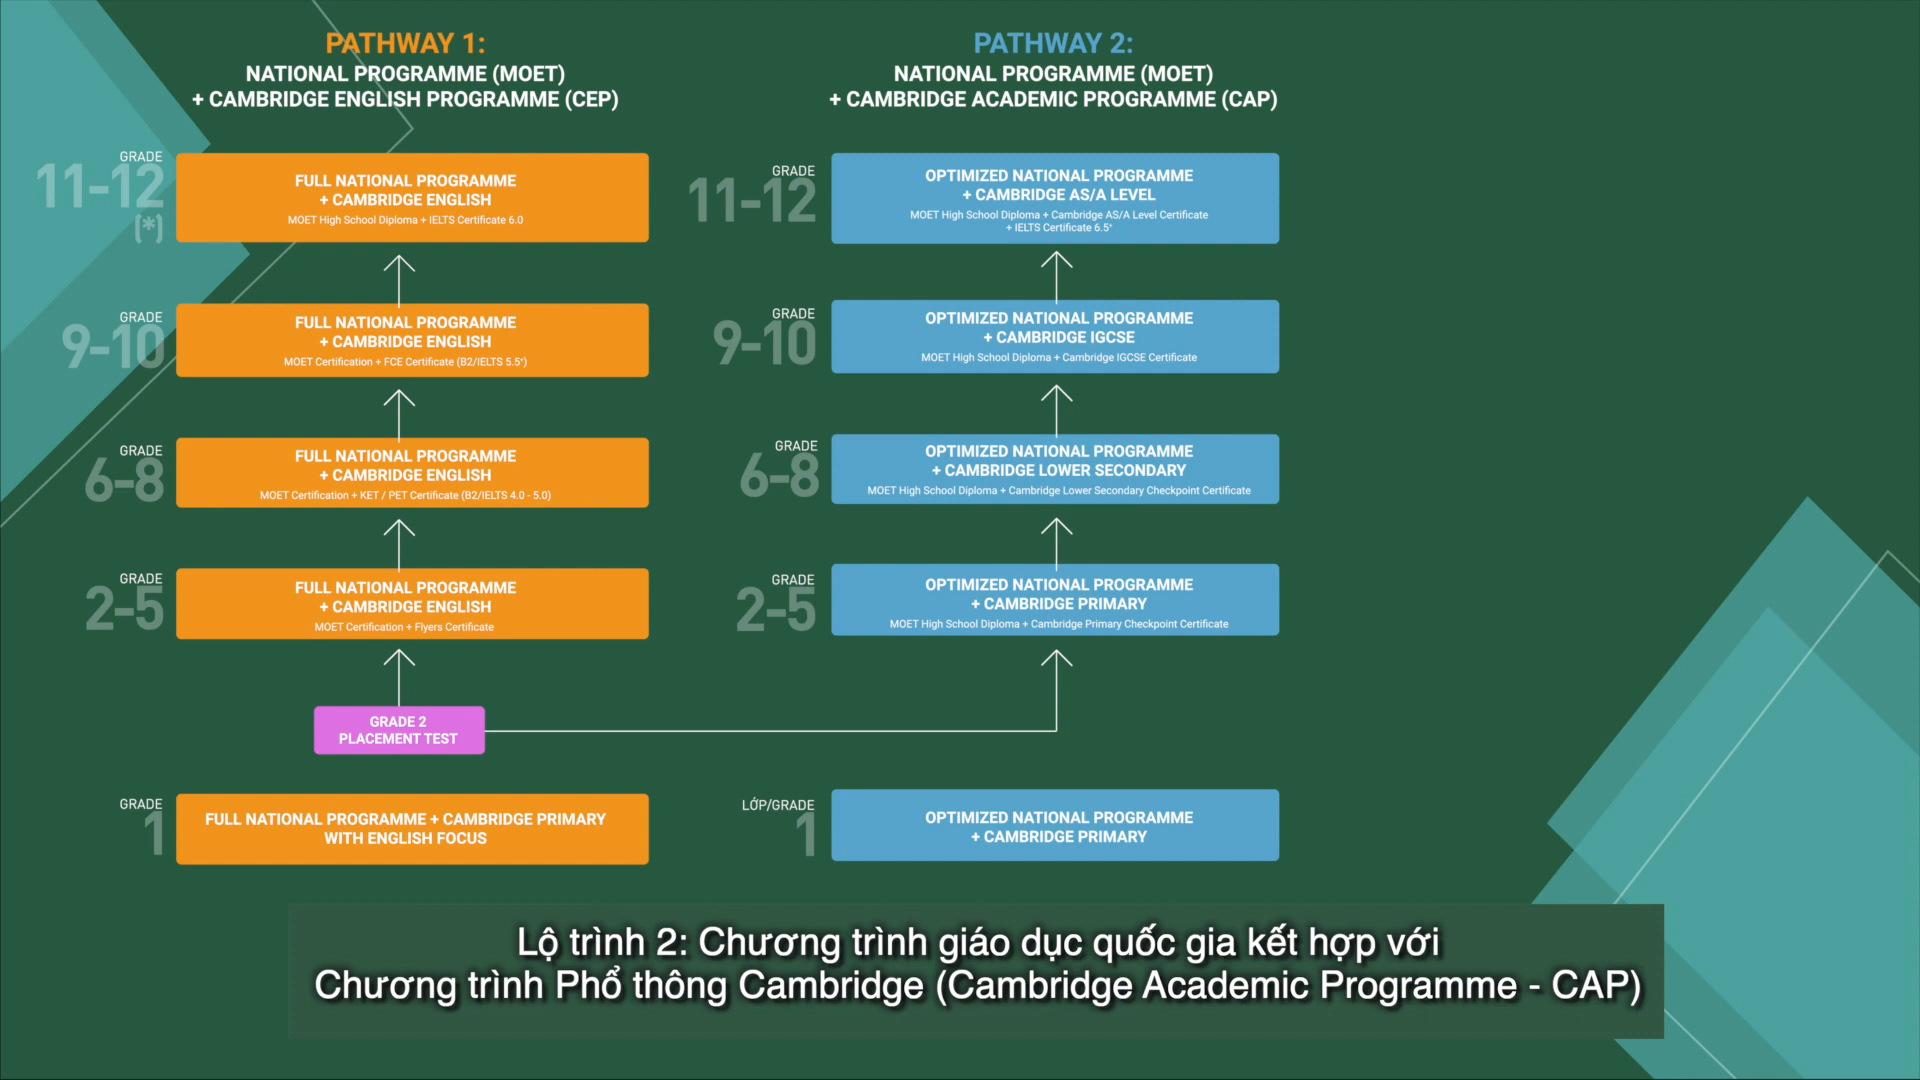 PATHWAY 1:
NATIONAL PROGRAMME (MOET)
+ CAMBRIDGE ENGLISH PROGRAMME (CEP)
GRADE
11-12
(*)
FULL NATIONAL PROGRAMME
+ CAMBRIDGE ENGLISH
MOET High School Diploma + IELTS Certificate 6.0
GRADE
9-10
FULL NATIONAL PROGRAMME
+ CAMBRIDGE ENGLISH
MOET Certification + FCE Certificate (B2/IELTS 5.5+)
GRADE
6-8
FULL NATIONAL PROGRAMME
+ CAMBRIDGE ENGLISH
MOET Certification + KET / PET Certificate (B2/IELTS 4.0 - 5.0)
GRADE
2-5
FULL NATIONAL PROGRAMME
+ CAMBRIDGE ENGLISH
MOET Certification + Flyers Certificate
GRADE 2
PLACEMENT TEST
GRADE
1
FULL NATIONAL PROGRAMME + CAMBRIDGE PRIMARY
WITH ENGLISH FOCUS
PATHWAY 2:
NATIONAL PROGRAMME (MOET)
+ CAMBRIDGE ACADEMIC PROGRAMME (CAP)
GRADE
11-12
OPTIMIZED NATIONAL PROGRAMME
+ CAMBRIDGE AS/A LEVEL
MOET High School Diploma + Cambridge AS/A Level Certificate
+ IELTS Certificate 6.5+
GRADE
9-10
OPTIMIZED NATIONAL PROGRAMME
+ CAMBRIDGE IGCSE
MOET High School Diploma + Cambridge IGCSE Certificate
GRADE
6-8
OPTIMIZED NATIONAL PROGRAMME
+ CAMBRIDGE LOWER SECONDARY
MOET High School Diploma + Cambridge Lower Secondary Checkpoint Certificate
GRADE
2-5
OPTIMIZED NATIONAL PROGRAMME
+ CAMBRIDGE PRIMARY
MOET High School Diploma + Cambridge Primary Checkpoint Certificate
LỚP/GRADE
1
OPTIMIZED NATIONAL PROGRAMME
+ CAMBRIDGE PRIMARY
Lộ trình 2: Chương trình giáo dục quốc gia kết hợp với
Chương trình Phổ thông Cambridge (Cambridge Academic Programme - CAP)